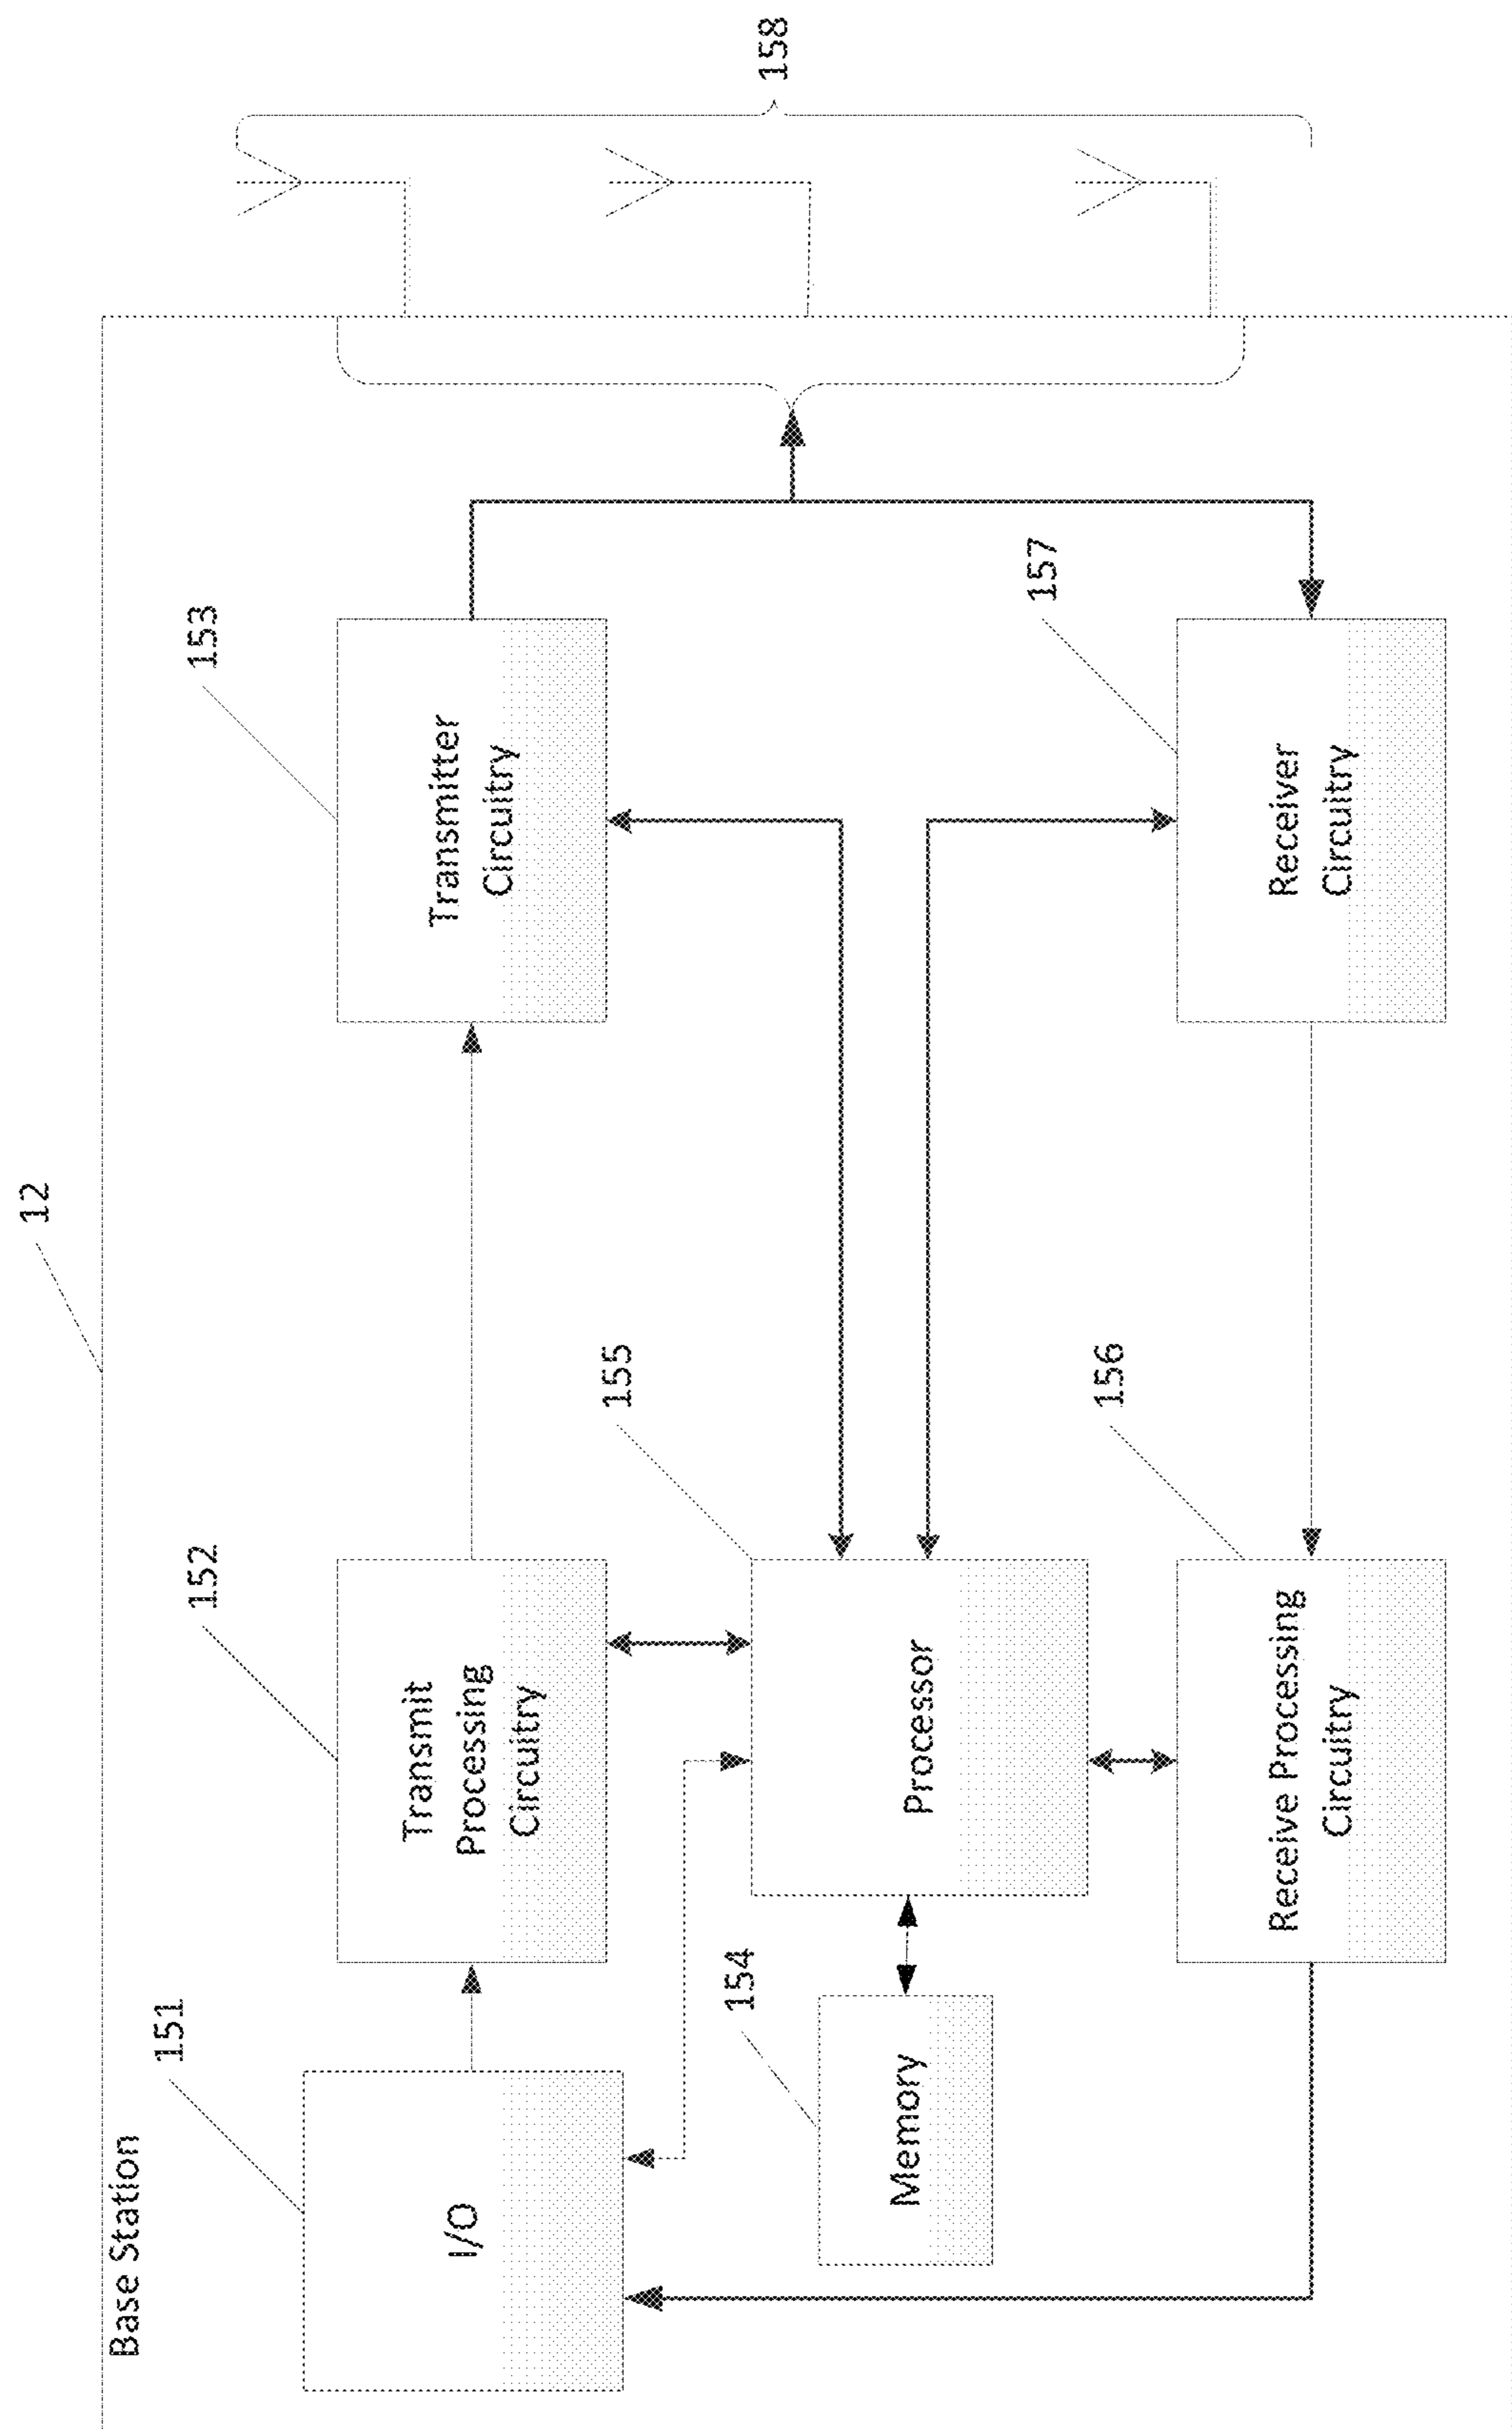 12
Base Station
151
I/O
152
Transmit
Processing
Circuitry
153
Transmitter
Circuitry
158
154
Memory
155
Processor
156
Receive Processing
Circuitry
157
Receiver
Circuitry